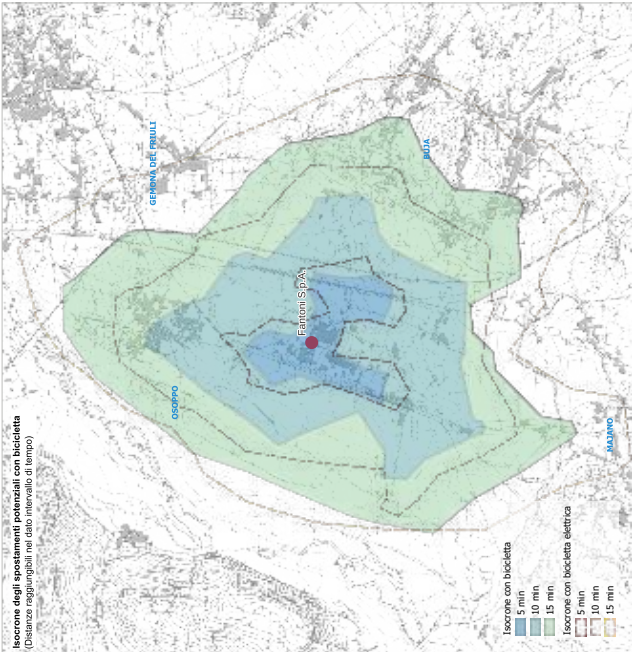 Isocrone degli spostamenti potenziali con bicicletta
(Distanze raggiungibili nel dato intervallo di tempo)
GEMONA DEL FRIULI
BUJA
OSOPPO
Fantoni S.p.A.
MAJANO
Isocrone con bicicletta
5 min
10 min
15 min
Isocrone con bicicletta elettrica
5 min
10 min
15 min